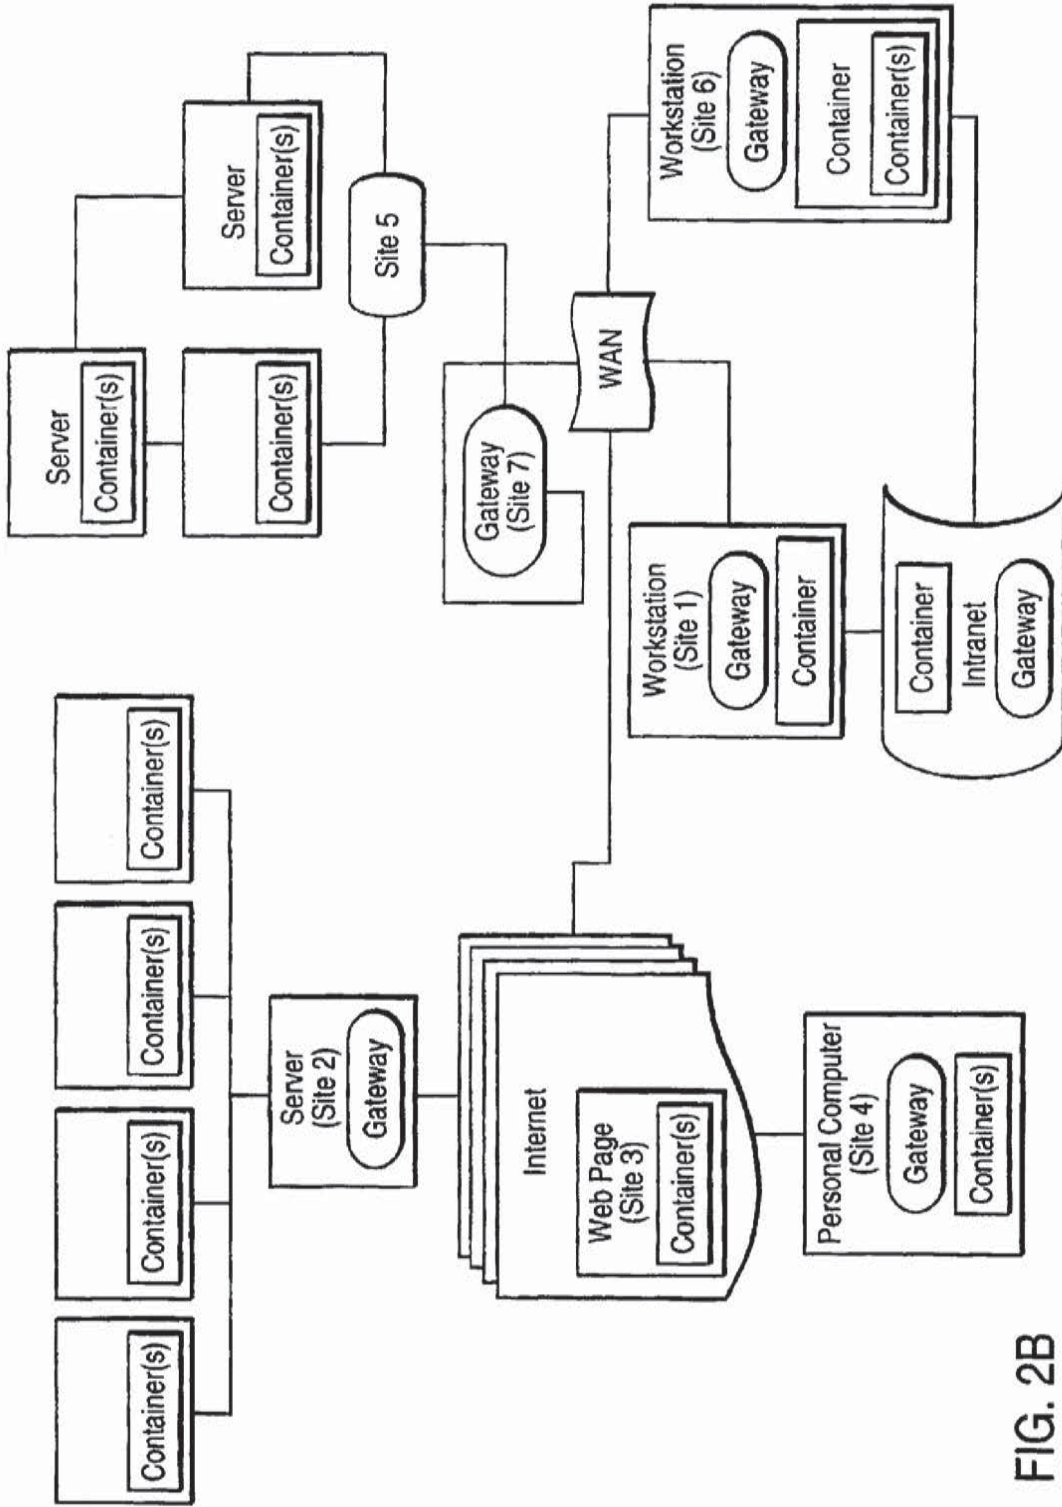 Container(s)
Container(s)
Container(s)
Container(s)
Server
(Site 2)
Gateway
Internet
Web Page
(Site 3)
Container(s)
Personal Computer
(Site 4)
Gateway
Container(s)
Server
Container(s)
Container(s)
Server
Container(s)
Site 5
Gateway
(Site 7)
WAN
Workstation
(Site 1)
Gateway
Container
Container
Intranet
Gateway
Workstation
(Site 6)
Gateway
Container
Container(s)
FIG. 2B